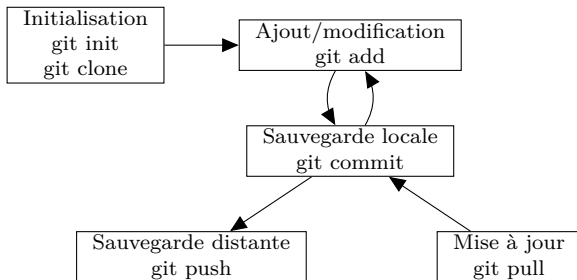 Initialisation
git init
git clone
Ajout/modification
git add
Sauvegarde locale
git commit
Sauvegarde distante
git push
Mise à jour
git pull